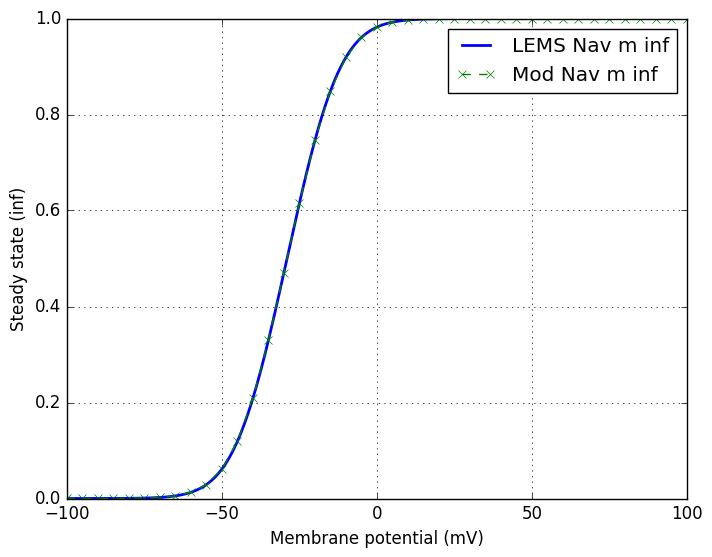 1.0
LEMS Nav m inf
Mod Nav m inf
0.8
0.6
Steady state (inf)
0.4
0.2
0.0
−100 −50 0 50 100
Membrane potential (mV)